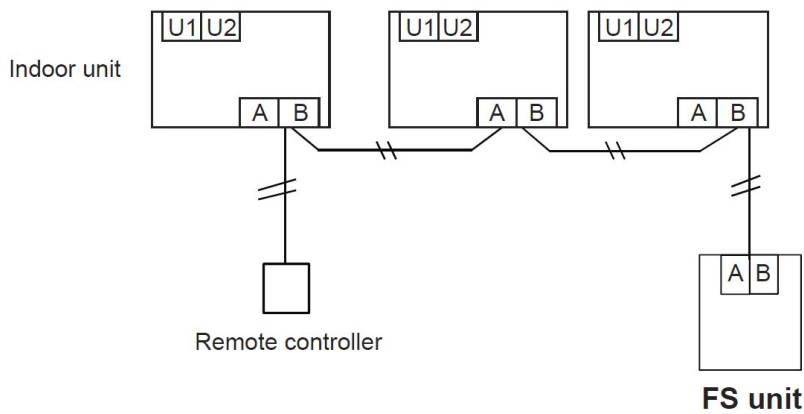 U1 U2 U1 U2 U1 U2
Indoor unit
A B A B A B
A B
Remote controller
FS unit